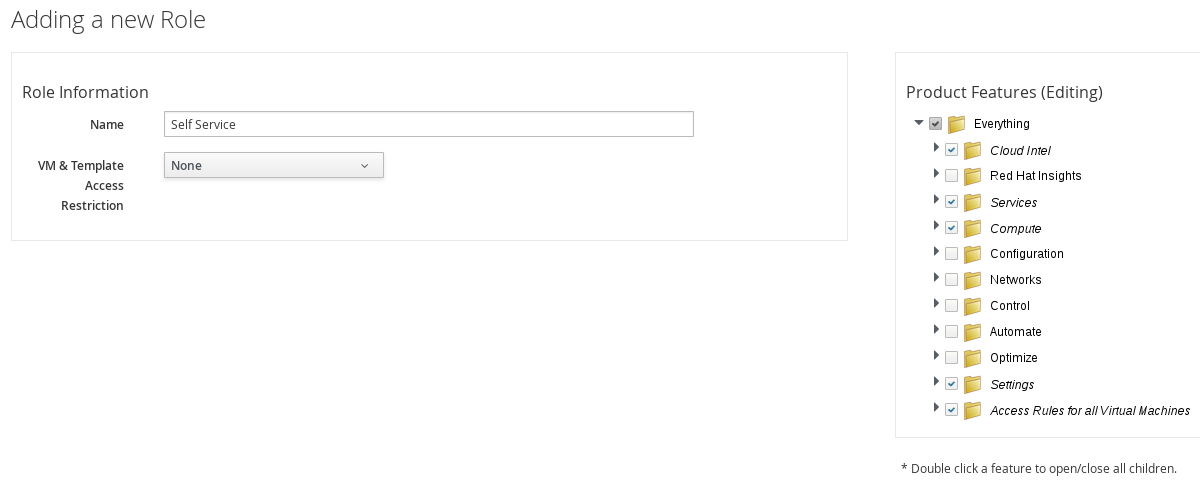 Adding a new Role
Role Information
Name
Self Service
VM & Template
Access
Restriction
None
Product Features (Editing)
Everything
Cloud Intel
Red Hat Insights
Services
Compute
Configuration
Networks
Control
Automate
Optimize
Settings
Access Rules for all Virtual Machines
* Double click a feature to open/close all children.